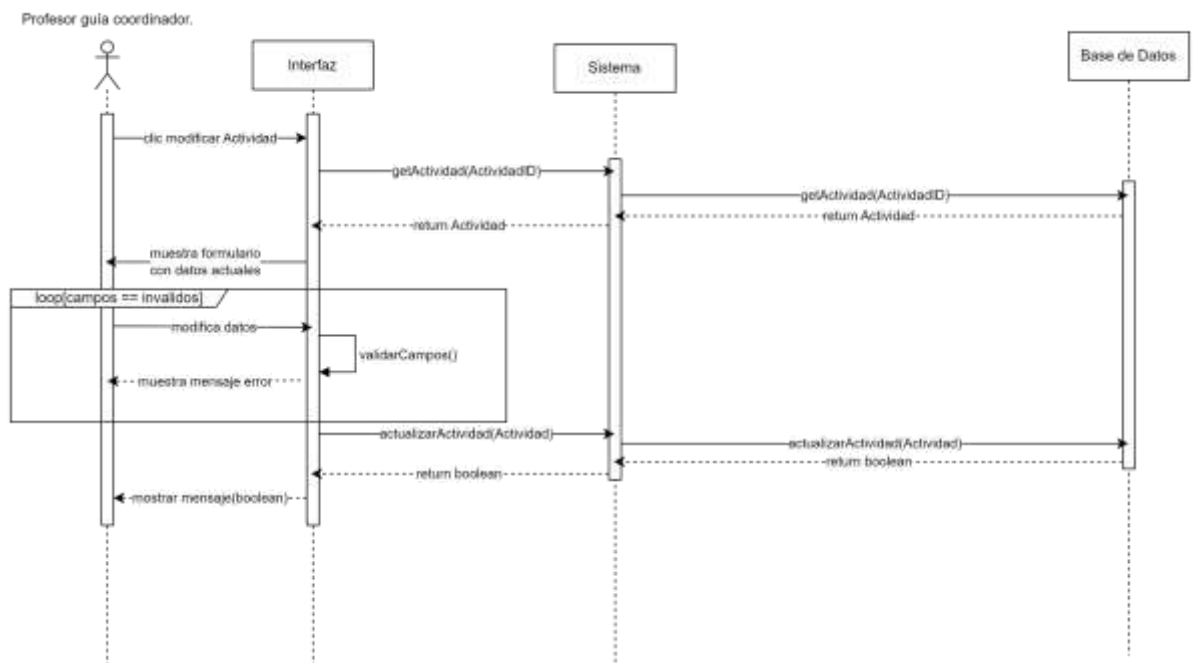 Profesor guía coordinador.
Interfaz
Sistema
Base de Datos
clic modificar Actividad
getActividad(ActividadID)
getActividad(ActividadID)
return Actividad
return Actividad
muestra formulario
con datos actuales
loop[campos == invalidos]
modifica datos
validarCampos()
muestra mensaje error
actualizarActividad(Actividad)
actualizarActividad(Actividad)
return boolean
return boolean
mostrar mensaje(boolean)